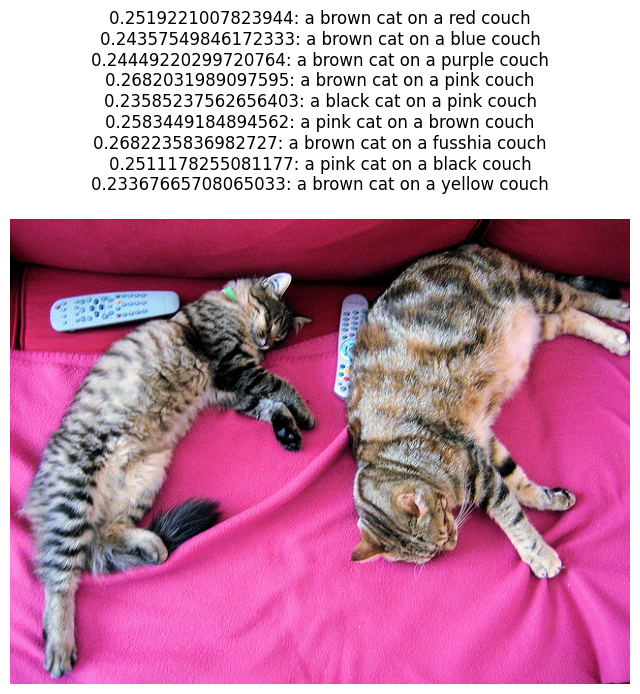 0.2519221007823944: a brown cat on a red couch
0.24357549846172333: a brown cat on a blue couch
0.24449220299720764: a brown cat on a purple couch
0.2682031989097595: a brown cat on a pink couch
0.23585237562656403: a black cat on a pink couch
0.2583449184894562: a pink cat on a brown couch
0.2682235836982727: a brown cat on a fusshia couch
0.2511178255081177: a pink cat on a black couch
0.23367665708065033: a brown cat on a yellow couch